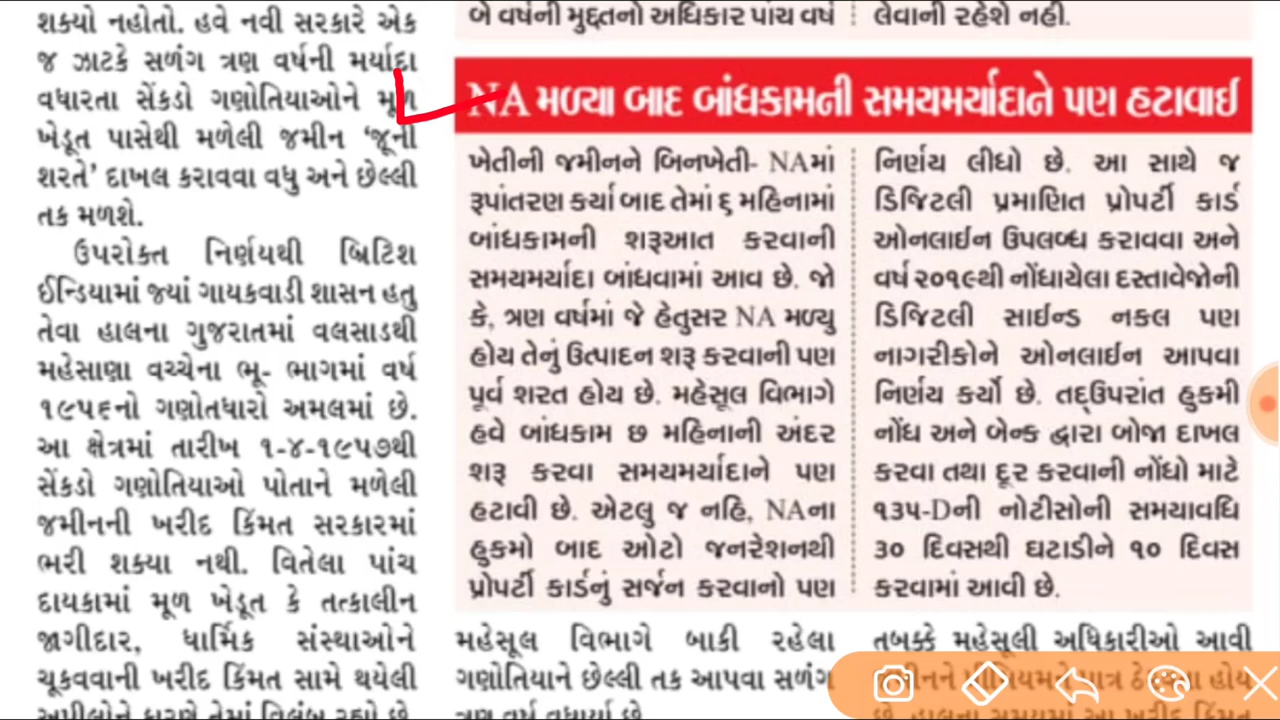 શક્યો નહોતો. હવે નવી સરકારે એક
જ ઝાટકે સળંગ ત્રણ વર્ષની મર્યાદા
વધારતા સેંકડો ગણોતિયાઓને મૂળ
ખેડૂત પાસેથી મળેલી જમીન ‘જૂની
શરતે’ દાખલ કરાવવા વધુ અને છેલ્લી
તક મળશે.
ઉપરોક્ત નિર્ણયથી બ્રિટિશ
ઈન્ડિયામાં જ્યાં ગાયકવાડી શાસન હતુ
તેવા હાલના ગુજરાતમાં વલસાડથી
મહેસાણા વચ્ચેના ભૂ- ભાગમાં વર્ષ
૧૯૫૬નો ગણોતધારો અમલમાં છે.
આ ક્ષેત્રમાં તારીખ ૧-૪-૧૯૫૭થી
સેંકડો ગણોતિયાઓ પોતાને મળેલી
જમીનની ખરીદ કિંમત સરકારમાં
ભરી શક્યા નથી. વિતેલા પાંચ
દાયકામાં મૂળ ખેડૂત કે તત્કાલીન
જાગીદાર, ધાર્મિક સંસ્થાઓને
ચૂકવવાની ખરીદ કિંમત સામે થયેલી
અપીલોને કારણે તેમાં વિલંબ રહ્યો છે.
બે વર્ષની મુદ્દતનો અધિકાર પાંચ વર્ષ
લેવાની રહેશે નહી.
NA મળ્યા બાદ બાંધકામની સમયમર્યાદાને પણ હટાવાઈ
ખેતીની જમીનને બિનખેતી- NAમાં
રૂપાંતરણ કર્યા બાદ તેમાં ૬ મહિનામાં
બાંધકામની શરૂઆત કરવાની
સમયમર્યાદા બાંધવામાં આવ છે. જો
કે, ત્રણ વર્ષમાં જે હેતુસર NA મળ્યુ
હોય તેનું ઉત્પાદન શરૂ કરવાની પણ
પૂર્વ શરત હોય છે. મહેસૂલ વિભાગે
હવે બાંધકામ છ મહિનાની અંદર
શરૂ કરવા સમયમર્યાદાને પણ
હટાવી છે. એટલુ જ નહિ, NAના
હુકમો બાદ ઓટો જનરેશનથી
પ્રોપર્ટી કાર્ડનું સર્જન કરવાનો પણ
નિર્ણય લીધો છે. આ સાથે જ
ડિજિટલી પ્રમાણિત પ્રોપર્ટી કાર્ડ
ઓનલાઈન ઉપલબ્ધ કરાવવા અને
વર્ષ ૨૦૧૯થી નોંધાયેલા દસ્તાવેજોની
ડિજિટલી સાઈન્ડ નકલ પણ
નાગરીકોને ઓનલાઈન આપવા
નિર્ણય કર્યો છે. તદ્ઉપરાંત હુકમી
નોંધ અને બેન્ક દ્વારા બોજા દાખલ
કરવા તથા દૂર કરવાની નોંધો માટે
૧૩૫-Dની નોટીસોની સમયાવધિ
૩૦ દિવસથી ઘટાડીને ૧૦ દિવસ
કરવામાં આવી છે.
મહેસૂલ વિભાગે બાકી રહેલા
ગણોતિયાને છેલ્લી તક આપવા સળંગ
ત્રણ વર્ષ વધાર્યા છે.
તબક્કે મહેસૂલી અધિકારીઓ આવી
હોય